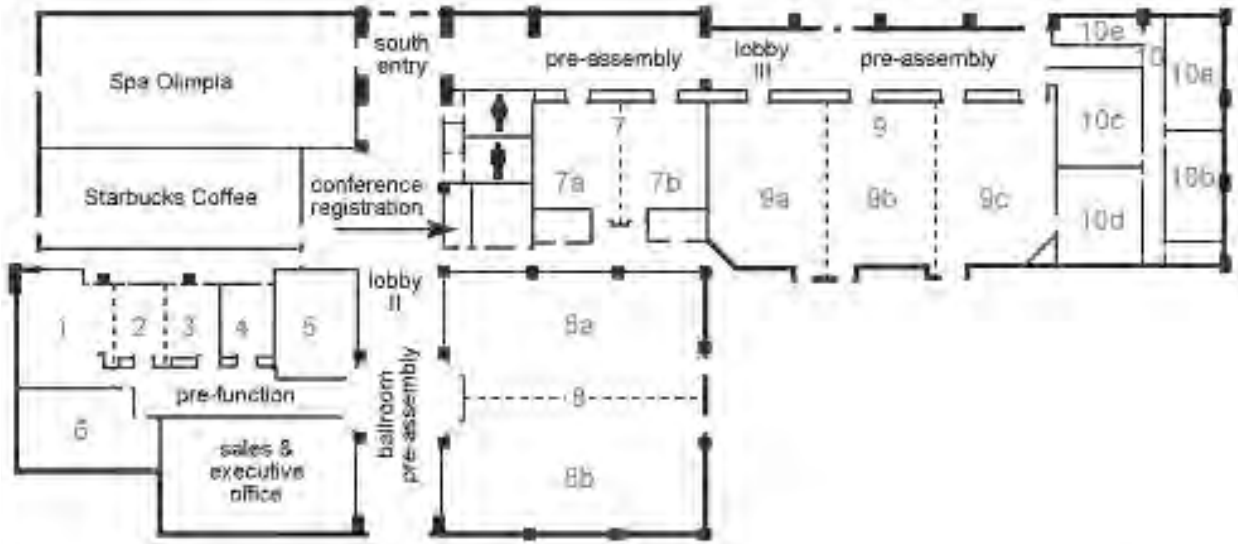 south
entry
pre-assembly
lobby
III
pre-assembly
10e
10
10a
Spa Olimpia
10c
7
9
Starbucks Coffee
conference
registration
7a
7b
9a
9b
9c
10b
10d
lobby
II
1
2
3
4
5
8a
pre-function
ballroom
pre-assembly
8
6
sales &
executive
office
8b